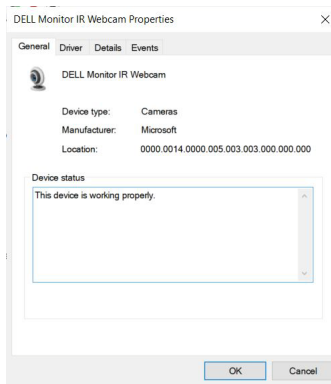 DELL Monitor IR Webcam Properties
General Driver Details Events
DELL Monitor IR Webcam
Device type: Cameras
Manufacturer: Microsoft
Location: 0000.0014.0000.005.003.003.000.000.000
Device status
This device is working properly.
OK Cancel